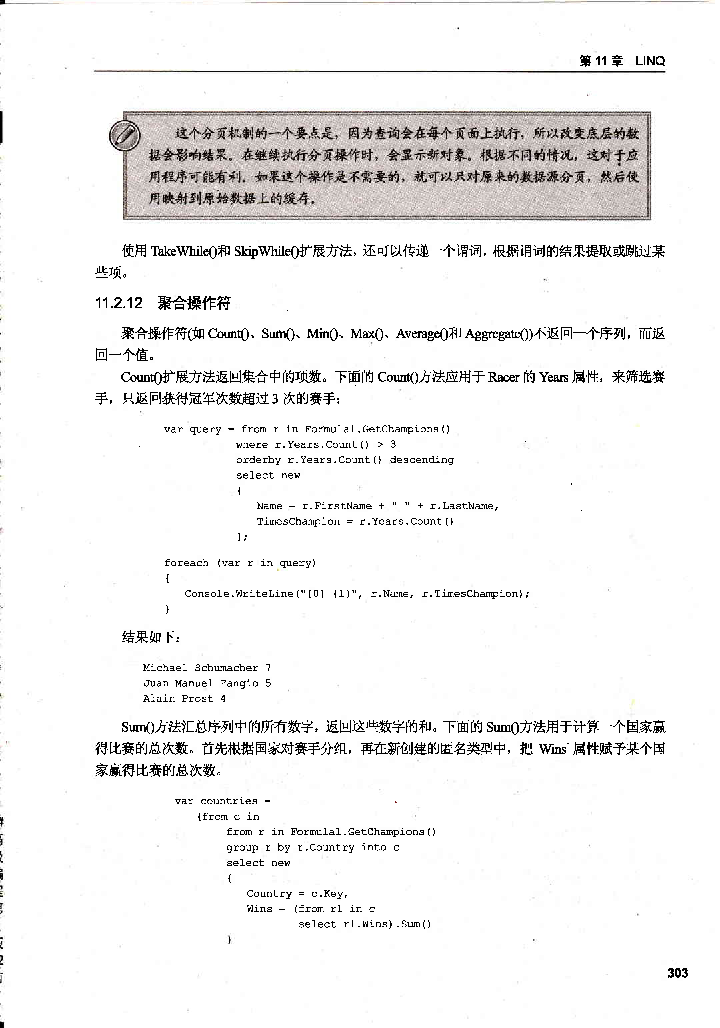 第 11 章 LINQ
这个分页机制的一个要点是，因为查询会在每个页面上执行，所以改变底层的数
据会影响结果。在继续执行分页操作时，会显示新对象。根据不同的情况，这对于应
用程序可能有利。如果这个操作是不需要的，就可以只对原来的数据源分页，然后使
用映射到原始数据上的缓存。
使用 TakeWhile()和 SkipWhile()扩展方法，还可以传递一个谓词，根据谓词的结果提取或跳过某
些项。
11.2.12 聚合操作符
聚合操作符(如 Count()、Sum()、Min()、Max()、Average()和 Aggregate())不返回一个序列，而返
回一个值。
Count()扩展方法返回集合中的项数。下面的 Count()方法应用于 Racer 的 Years 属性，来筛选赛
手，只返回获得冠军次数超过 3 次的赛手：
var query = from r in Formula1.GetChampions()
where r.Years.Count() > 3
orderby r.Years.Count() descending
select new
{
Name = r.FirstName + " " + r.LastName,
TimesChampion = r.Years.Count()
};
foreach (var r in query)
{
Console.WriteLine("{0} {1}", r.Name, r.TimesChampion);
}
结果如下：
Michael Schumacher 7
Juan Manuel Fangio 5
Alain Prost 4
Sum()方法汇总序列中的所有数字，返回这些数字的和。下面的 Sum()方法用于计算一个国家赢
得比赛的总次数。首先根据国家对赛手分组，再在新创建的匿名类型中，把 Wins 属性赋予某个国
家赢得比赛的总次数。
var countries =
(from c in
from r in Formula1.GetChampions()
group r by r.Country into c
select new
{
Country = c.Key,
Wins = (from r1 in c
select r1.Wins).Sum()
}
303